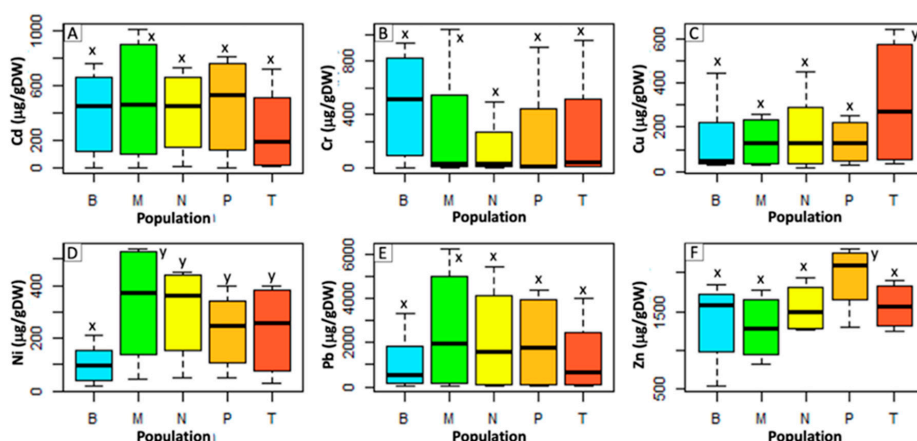 A
Cd (µg/gDW)
1000
600
200
0
x x x x x
B M N P T
Population
B
Cr (µg/gDW)
800
400
0
x x x x x
B M N P T
Population
C
Cu (µg/gDW)
600
400
200
0
x x x x y
B M N P T
Population
D
Ni (µg/gDW)
400
200
0
x y y y y
B M N P T
Population
E
Pb (µg/gDW)
6000
4000
2000
0
x x x x x
B M N P T
Population
F
Zn (µg/gDW)
1500
500
x x x y x
B M N P T
Population